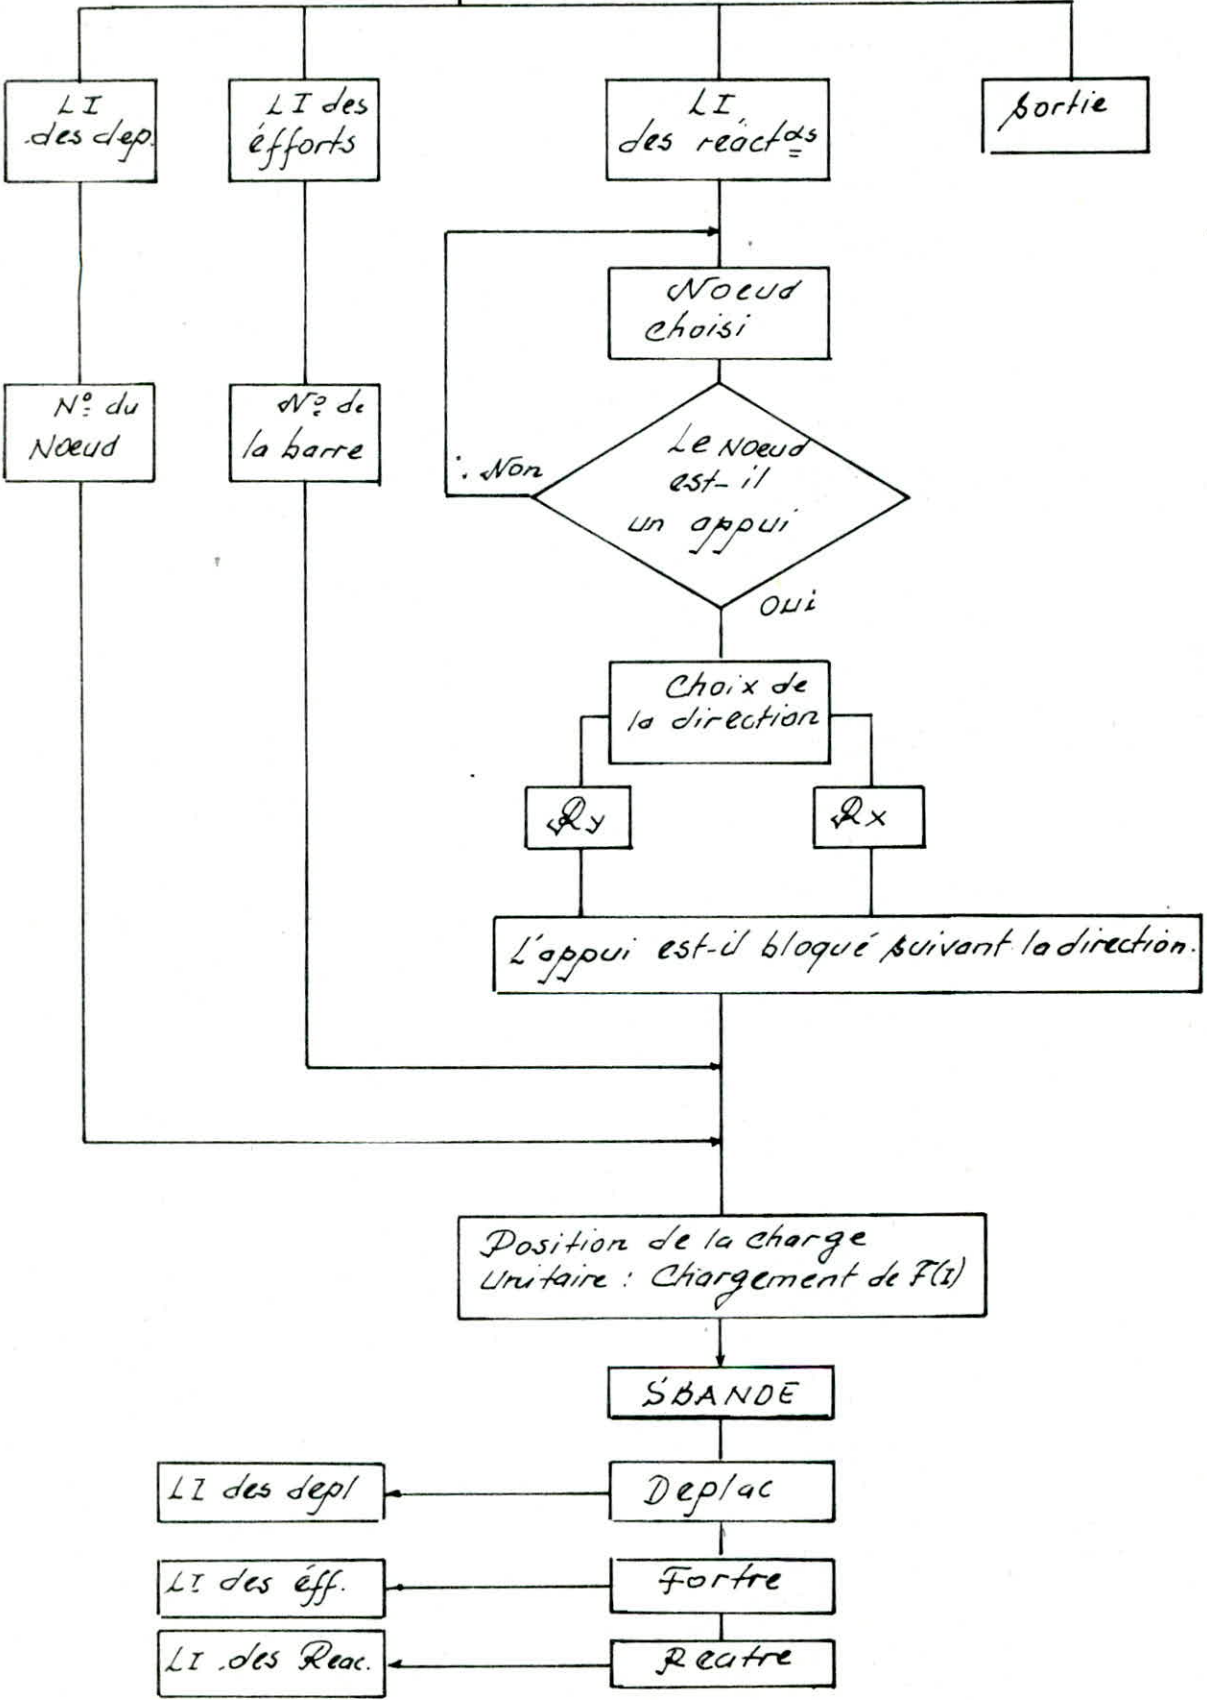 LI
des dep.
LI des
éfforts
LI
des réact°s
sortie
Noeud
choisi
N° du
Noeud
N° de
la barre
Non
Le Noeud
est-il
un appui
oui
Choix de
la direction
Ry
Rx
L'appui est-il bloqué suivant la direction.
Position de la charge
Unitaire : Chargement de F(I)
SBANDE
LI des depl
Deplac
LI des éff.
Fortre
LI des Reac.
Reatre